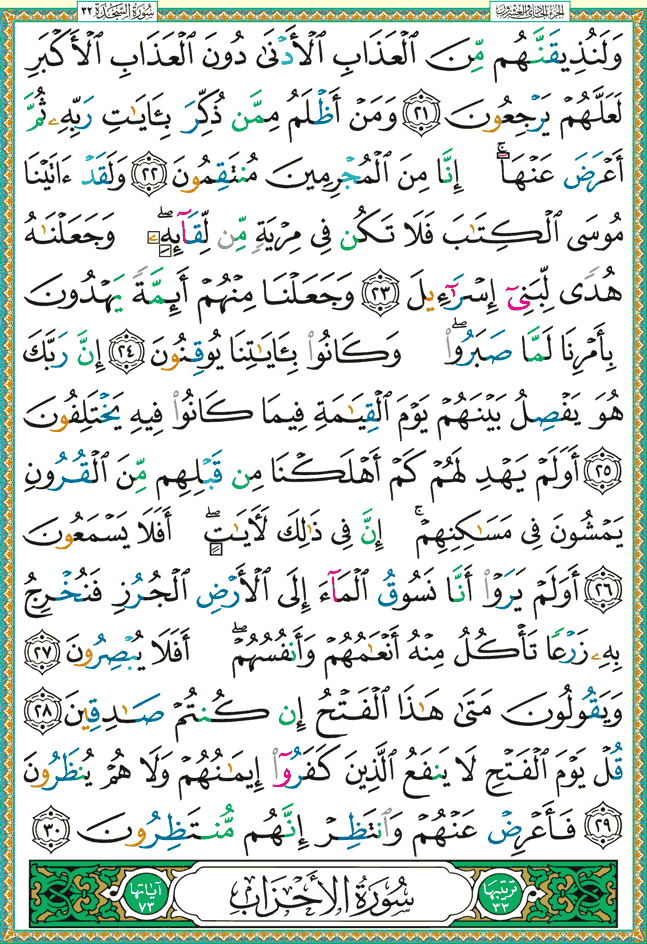 سُورَةُ السَّجْدَة ٣٢ الجزء الحادي والعشرون
وَلَنُذِيقَنَّهُم مِّنَ ٱلْعَذَابِ ٱلْأَدْنَىٰ دُونَ ٱلْعَذَابِ ٱلْأَكْبَرِ
لَعَلَّهُمْ يَرْجِعُونَ ٢١ وَمَنْ أَظْلَمُ مِمَّن ذُكِّرَ بِـَٔايَـٰتِ رَبِّهِۦ ثُمَّ
أَعْرَضَ عَنْهَآ ۚ إِنَّا مِنَ ٱلْمُجْرِمِينَ مُنتَقِمُونَ ٢٢ وَلَقَدْ ءَاتَيْنَا
مُوسَى ٱلْكِتَـٰبَ فَلَا تَكُن فِى مِرْيَةٍ مِّن لِّقَآئِهِۦ ۖ وَجَعَلْنَـٰهُ
هُدًى لِّبَنِىٓ إِسْرَٰٓءِيلَ ٢٣ وَجَعَلْنَا مِنْهُمْ أَئِمَّةً يَهْدُونَ
بِأَمْرِنَا لَمَّا صَبَرُوا۟ ۖ وَكَانُوا۟ بِـَٔايَـٰتِنَا يُوقِنُونَ ٢٤ إِنَّ رَبَّكَ
هُوَ يَفْصِلُ بَيْنَهُمْ يَوْمَ ٱلْقِيَـٰمَةِ فِيمَا كَانُوا۟ فِيهِ يَخْتَلِفُونَ
٢٥ أَوَلَمْ يَهْدِ لَهُمْ كَمْ أَهْلَكْنَا مِن قَبْلِهِم مِّنَ ٱلْقُرُونِ
يَمْشُونَ فِى مَسَـٰكِنِهِمْ ۚ إِنَّ فِى ذَٰلِكَ لَـَٔايَـٰتٍ ۖ أَفَلَا يَسْمَعُونَ
٢٦ أَوَلَمْ يَرَوْا۟ أَنَّا نَسُوقُ ٱلْمَآءَ إِلَى ٱلْأَرْضِ ٱلْجُرُزِ فَنُخْرِجُ
بِهِۦ زَرْعًا تَأْكُلُ مِنْهُ أَنْعَـٰمُهُمْ وَأَنفُسُهُمْ ۖ أَفَلَا يُبْصِرُونَ ٢٧
وَيَقُولُونَ مَتَىٰ هَـٰذَا ٱلْفَتْحُ إِن كُنتُمْ صَـٰدِقِينَ ٢٨
قُلْ يَوْمَ ٱلْفَتْحِ لَا يَنفَعُ ٱلَّذِينَ كَفَرُوٓا۟ إِيمَـٰنُهُمْ وَلَا هُمْ يُنظَرُونَ
٢٩ فَأَعْرِضْ عَنْهُمْ وَٱنتَظِرْ إِنَّهُم مُّنتَظِرُونَ ٣٠
ترتيبها ٣٣ سُورَةُ الأَحْزَابِ آياتها ٧٣